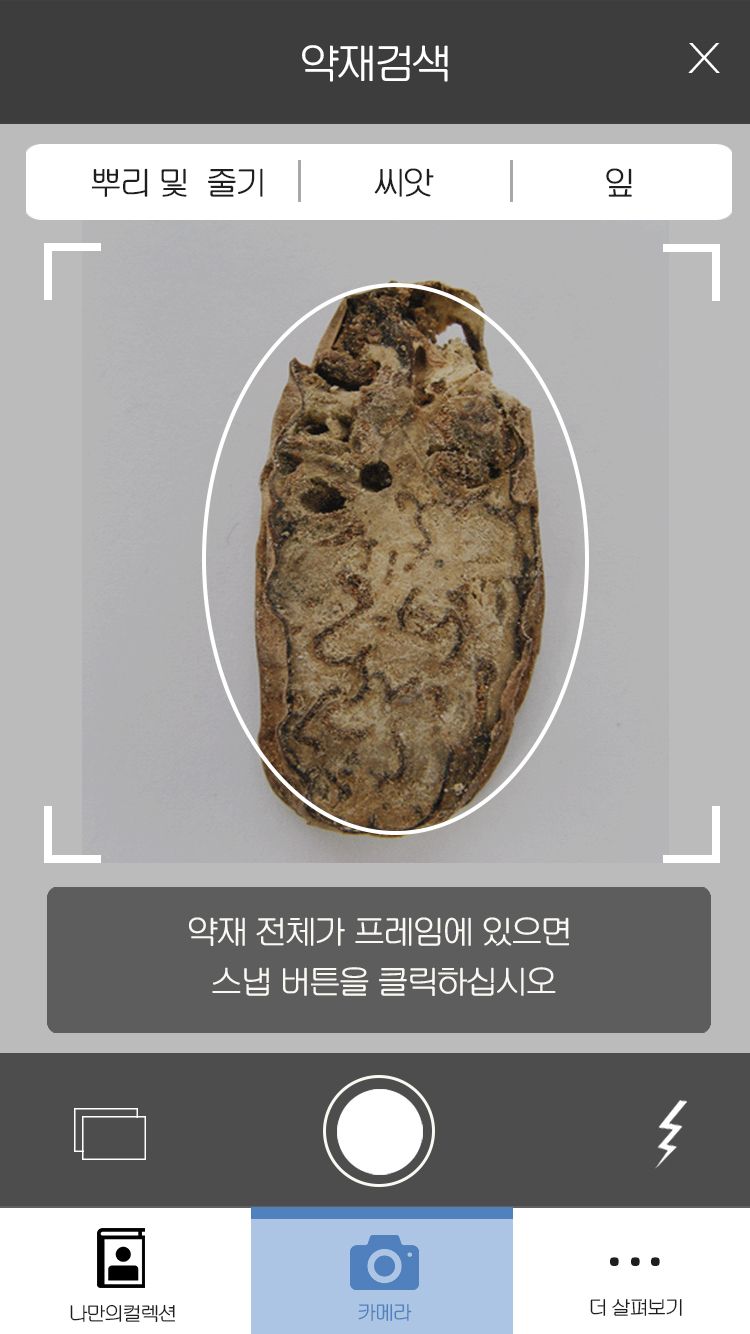 약재검색
뿌리 및 줄기
씨앗
잎
약재 전체가 프레임에 있으면
스냅 버튼을 클릭하십시오
나만의컬렉션
카메라
더 살펴보기